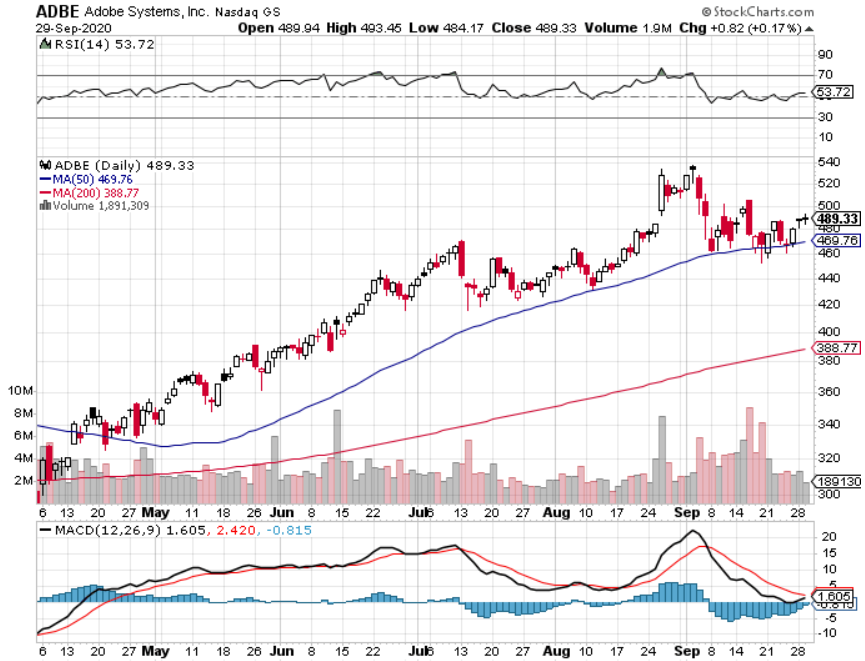 ADBE Adobe Systems, Inc. Nasdaq GS © StockCharts.com
29-Sep-2020 Open 489.94 High 493.45 Low 484.17 Close 489.33 Volume 1.9M Chg +0.82 (+0.17%)
RSI(14) 53.72
90
70
53.72
30
10
ADBE (Daily) 489.33
MA(50) 469.76
MA(200) 388.77
Volume 1,891,309
540
520
500
489.33
480
469.76
460
440
420
400
388.77
380
360
340
320
300
10M
8M
6M
4M
2M
189130
6 13 20 27 May 11 18 26 Jun 8 15 22 Jul 6 13 20 27 Aug 10 17 24 Sep 8 14 21 28
MACD(12,26,9) 1.605, 2.420, -0.815
20
15
10
5
1.605
-5
-10
6 13 20 27 May 11 18 26 Jun 8 15 22 Jul 6 13 20 27 Aug 10 17 24 Sep 8 14 21 28